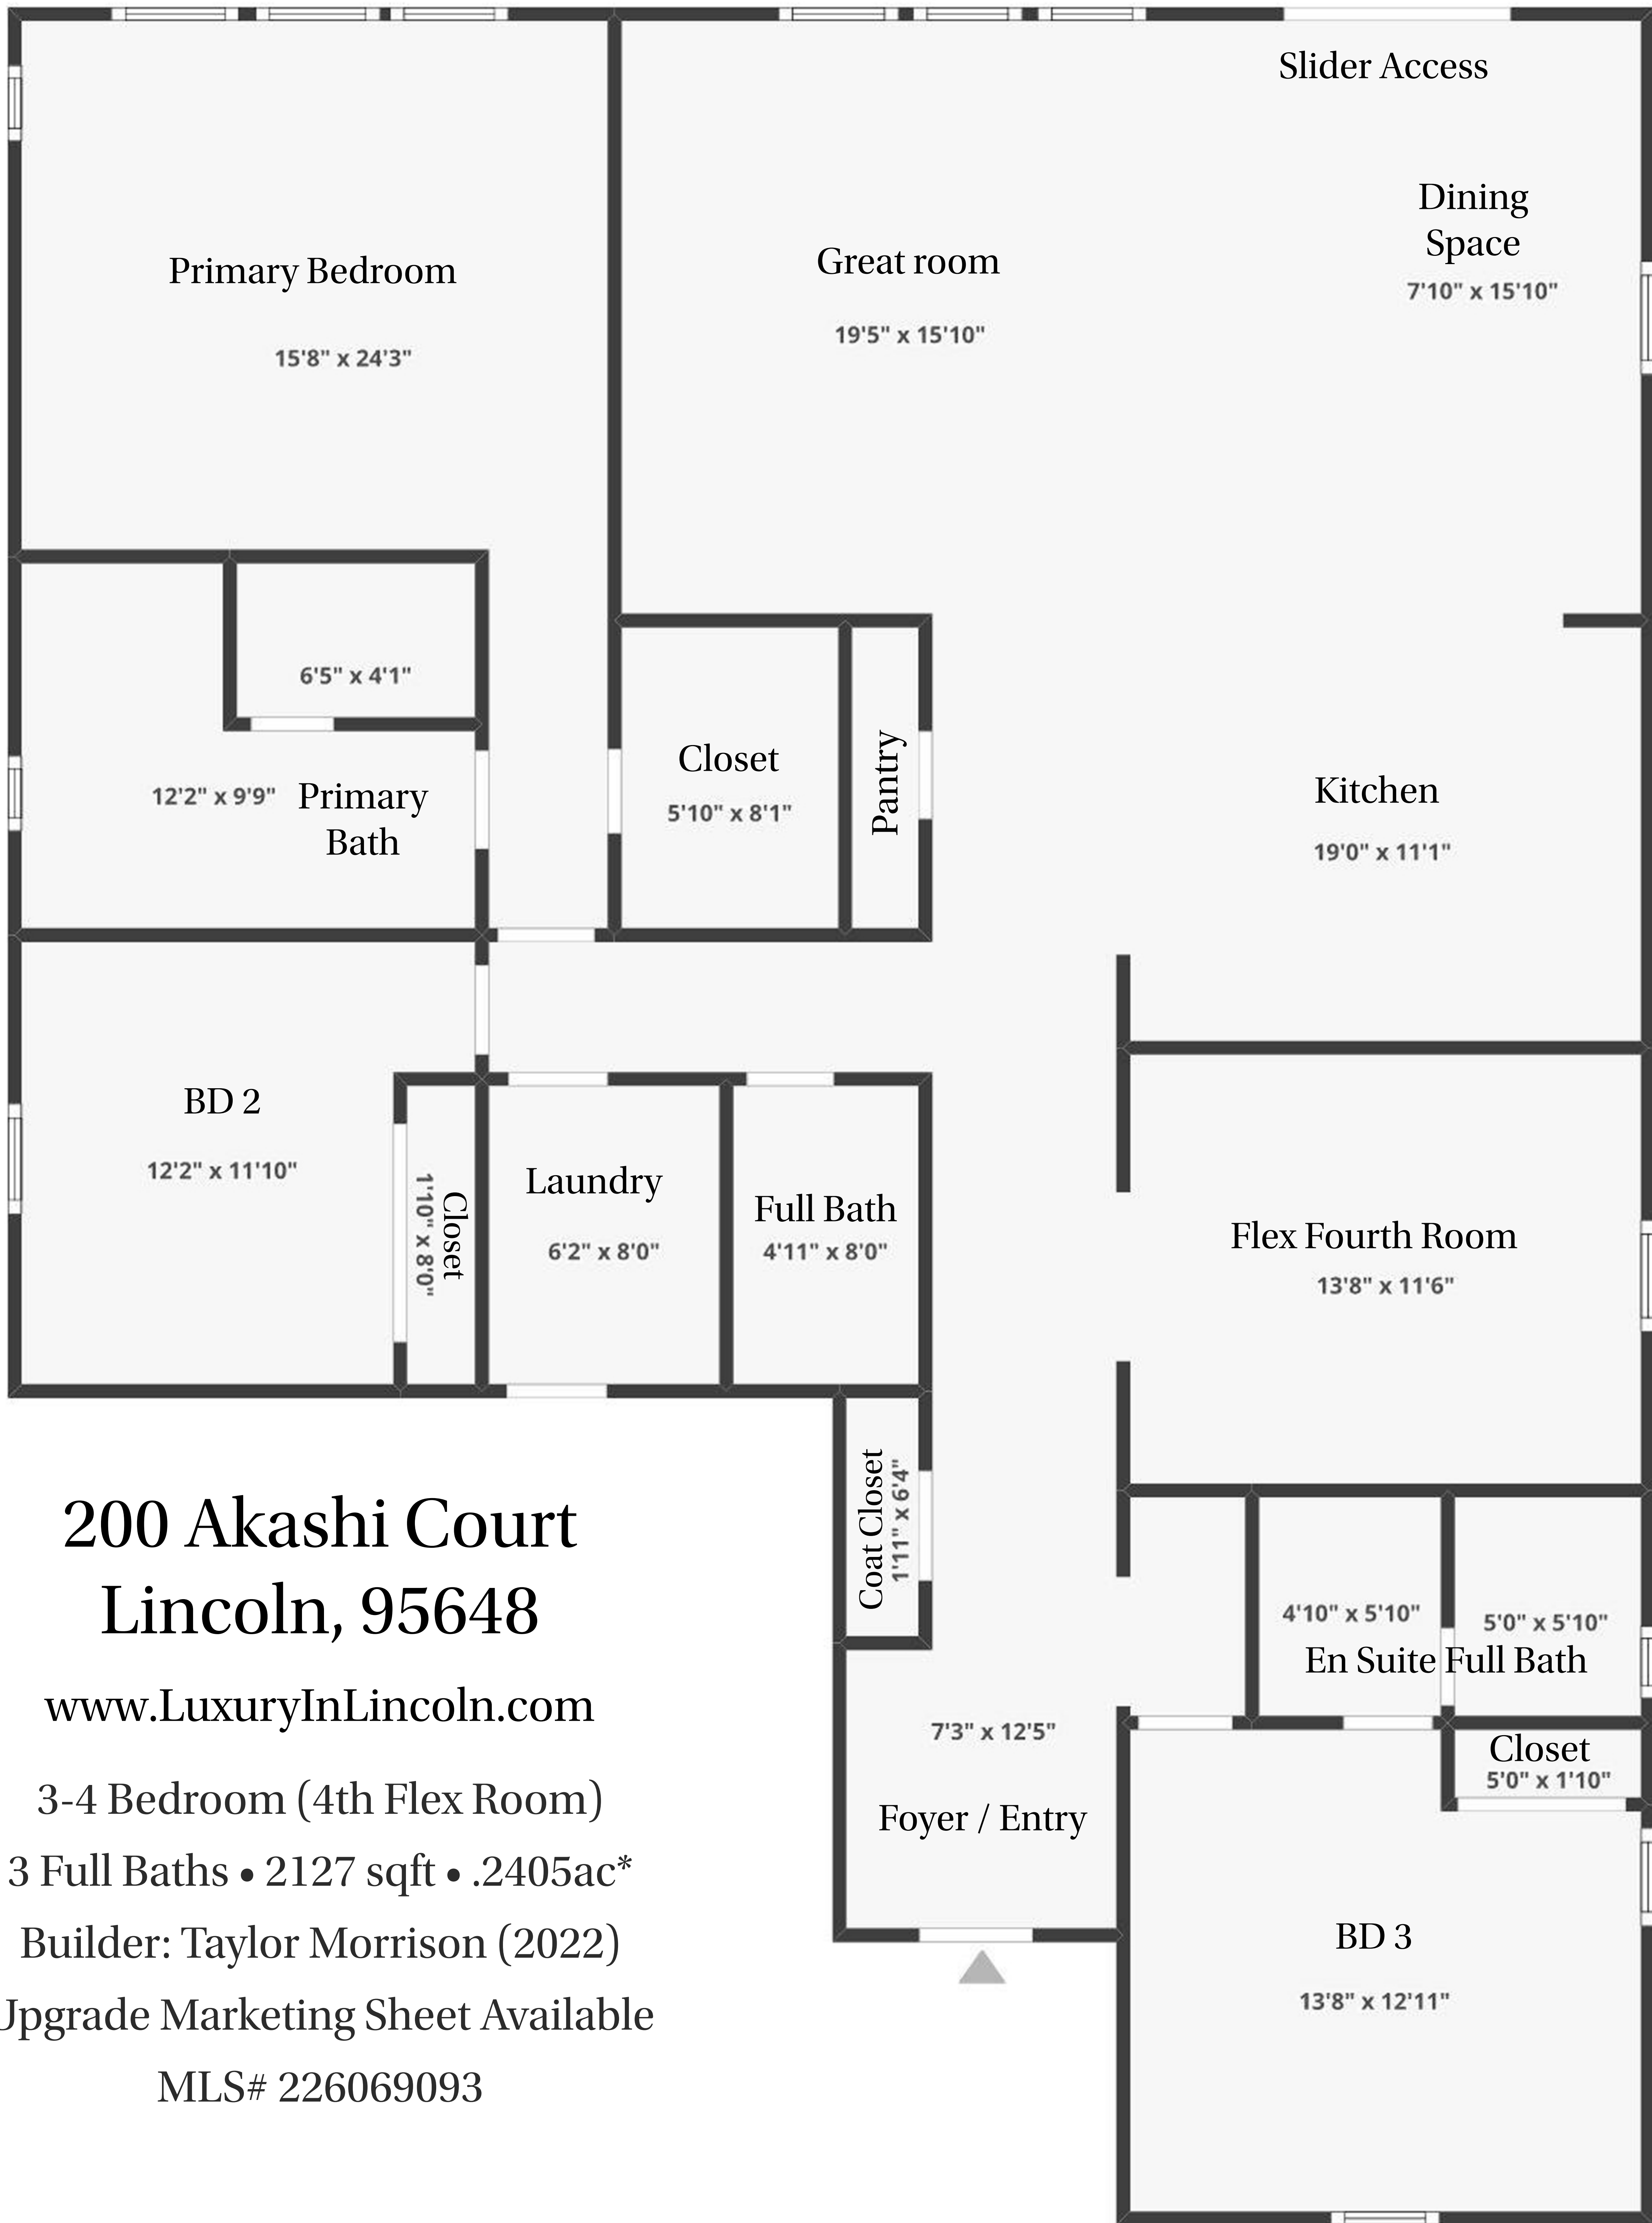 Slider Access
Dining
Space
7'10" x 15'10"
Primary Bedroom
15'8" x 24'3"
Great room
19'5" x 15'10"
6'5" x 4'1"
12'2" x 9'9"
Primary
Bath
Closet
5'10" x 8'1"
Pantry
Kitchen
19'0" x 11'1"
BD 2
12'2" x 11'10"
Closet
1'10" x 8'0"
Laundry
6'2" x 8'0"
Full Bath
4'11" x 8'0"
Flex Fourth Room
13'8" x 11'6"
Coat Closet
1'11" x 6'4"
4'10" x 5'10"
5'0" x 5'10"
En Suite Full Bath
Closet
5'0" x 1'10"
7'3" x 12'5"
Foyer / Entry
BD 3
13'8" x 12'11"
200 Akashi Court
Lincoln, 95648
www.LuxuryInLincoln.com
3-4 Bedroom (4th Flex Room)
3 Full Baths • 2127 sqft • .2405ac*
Builder: Taylor Morrison (2022)
Upgrade Marketing Sheet Available
MLS# 226069093